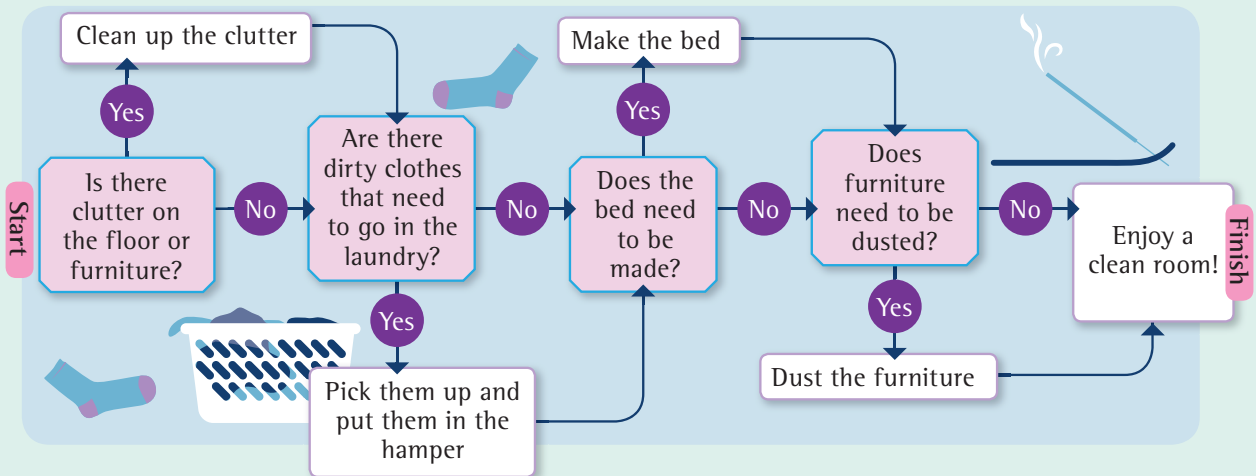 Start
Is there
clutter on
the floor or
furniture?
Yes
Clean up the clutter
No
Are there
dirty clothes
that need
to go in the
laundry?
Yes
Pick them up and
put them in the
hamper
No
Does the
bed need
to be
made?
Yes
Make the bed
No
Does
furniture
need to be
dusted?
Yes
Dust the furniture
No
Enjoy a
clean room!
Finish